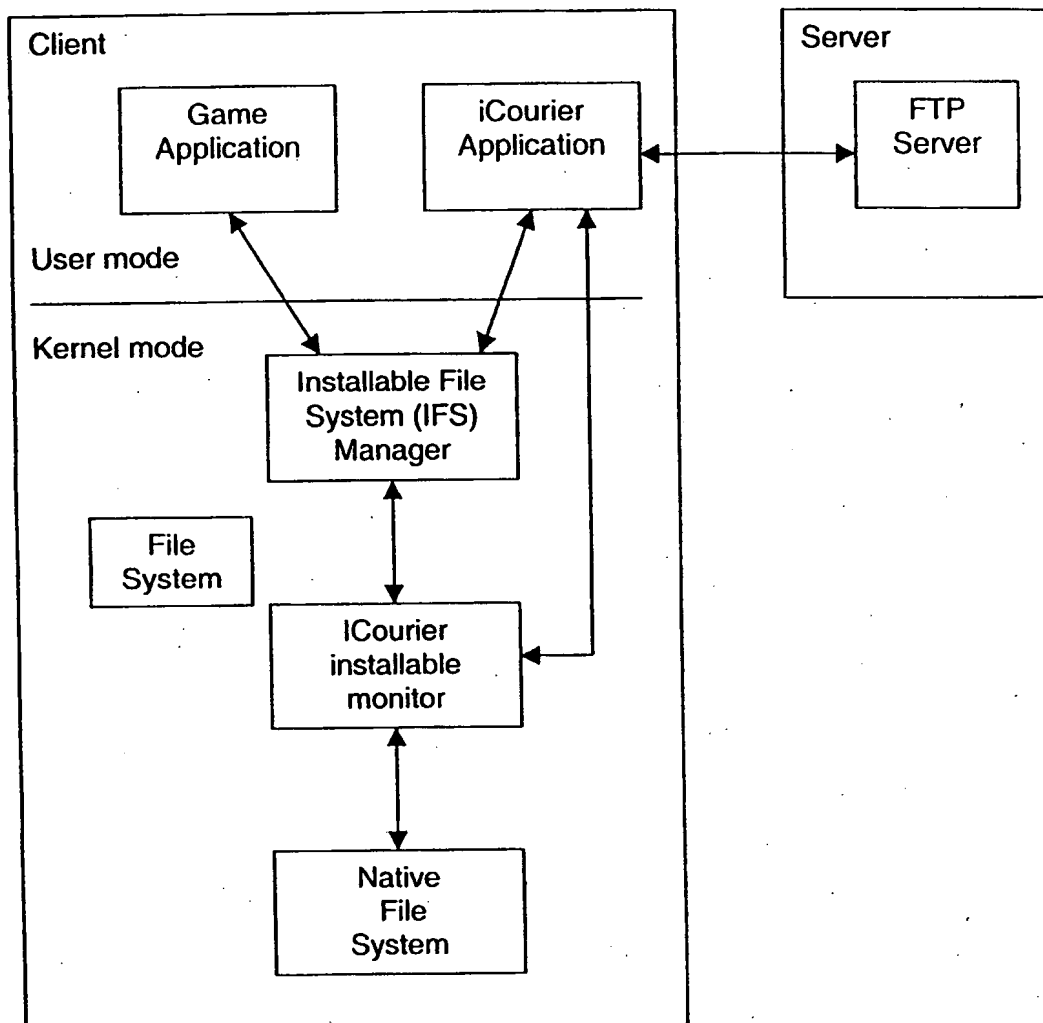 Client
Server
Game
Application
iCourier
Application
FTP
Server
User mode
Kernel mode
Installable File
System (IFS)
Manager
File
System
ICourier
installable
monitor
Native
File
System